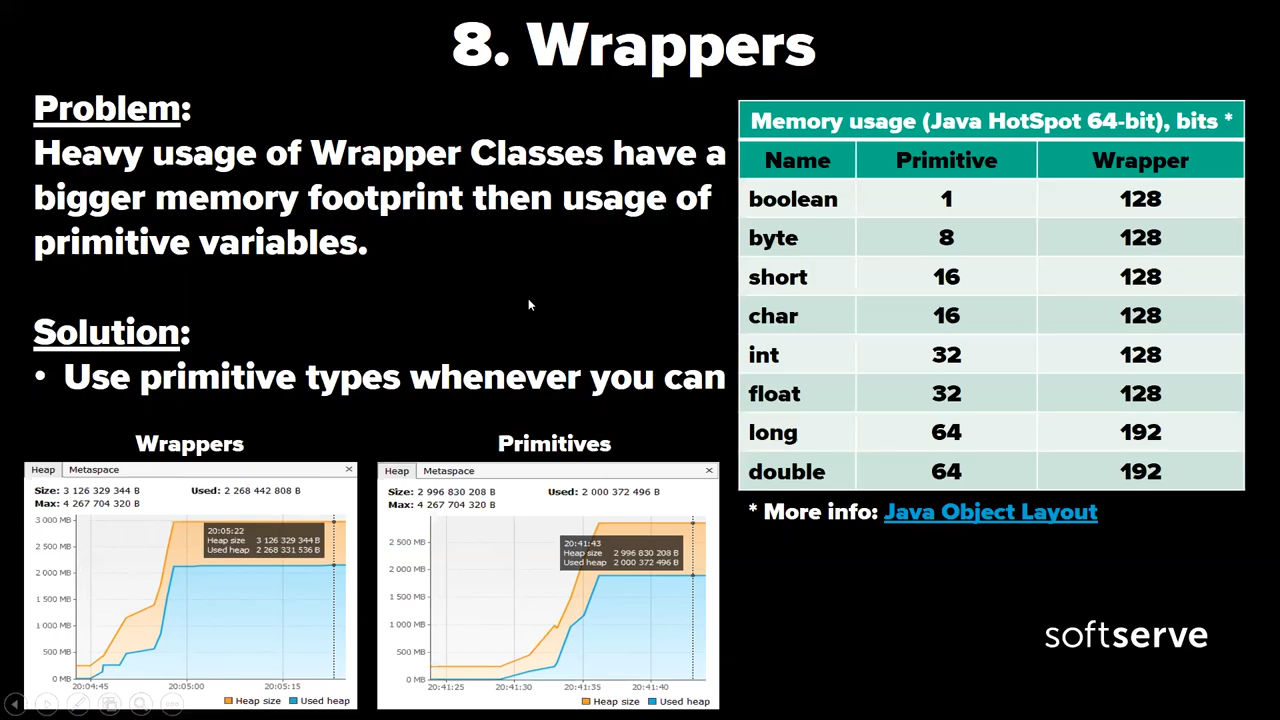 8. Wrappers
Problem:
Heavy usage of Wrapper Classes have a
bigger memory footprint then usage of
primitive variables.
Solution:
• Use primitive types whenever you can
Memory usage (Java HotSpot 64-bit), bits *
Name Primitive Wrapper
boolean 1 128
byte 8 128
short 16 128
char 16 128
int 32 128
float 32 128
long 64 192
double 64 192
* More info: Java Object Layout
Wrappers
Heap Metaspace
Size: 3 126 329 344 B Used: 2 268 442 808 B
Max: 4 267 704 320 B
3 000 MB
2 500 MB
2 000 MB
1 500 MB
1 000 MB
500 MB
0 MB
20:05:22
Heap size 3 126 329 344 B
Used heap 2 268 331 536 B
20:04:45 20:05:00 20:05:15
Heap size Used heap
Primitives
Heap Metaspace
Size: 2 996 830 208 B Used: 2 000 372 496 B
Max: 4 267 704 320 B
2 500 MB
2 000 MB
1 500 MB
1 000 MB
500 MB
0 MB
20:41:43
Heap size 2 996 830 208 B
Used heap 2 000 372 496 B
20:41:25 20:41:30 20:41:35 20:41:40
Heap size Used heap
softserve